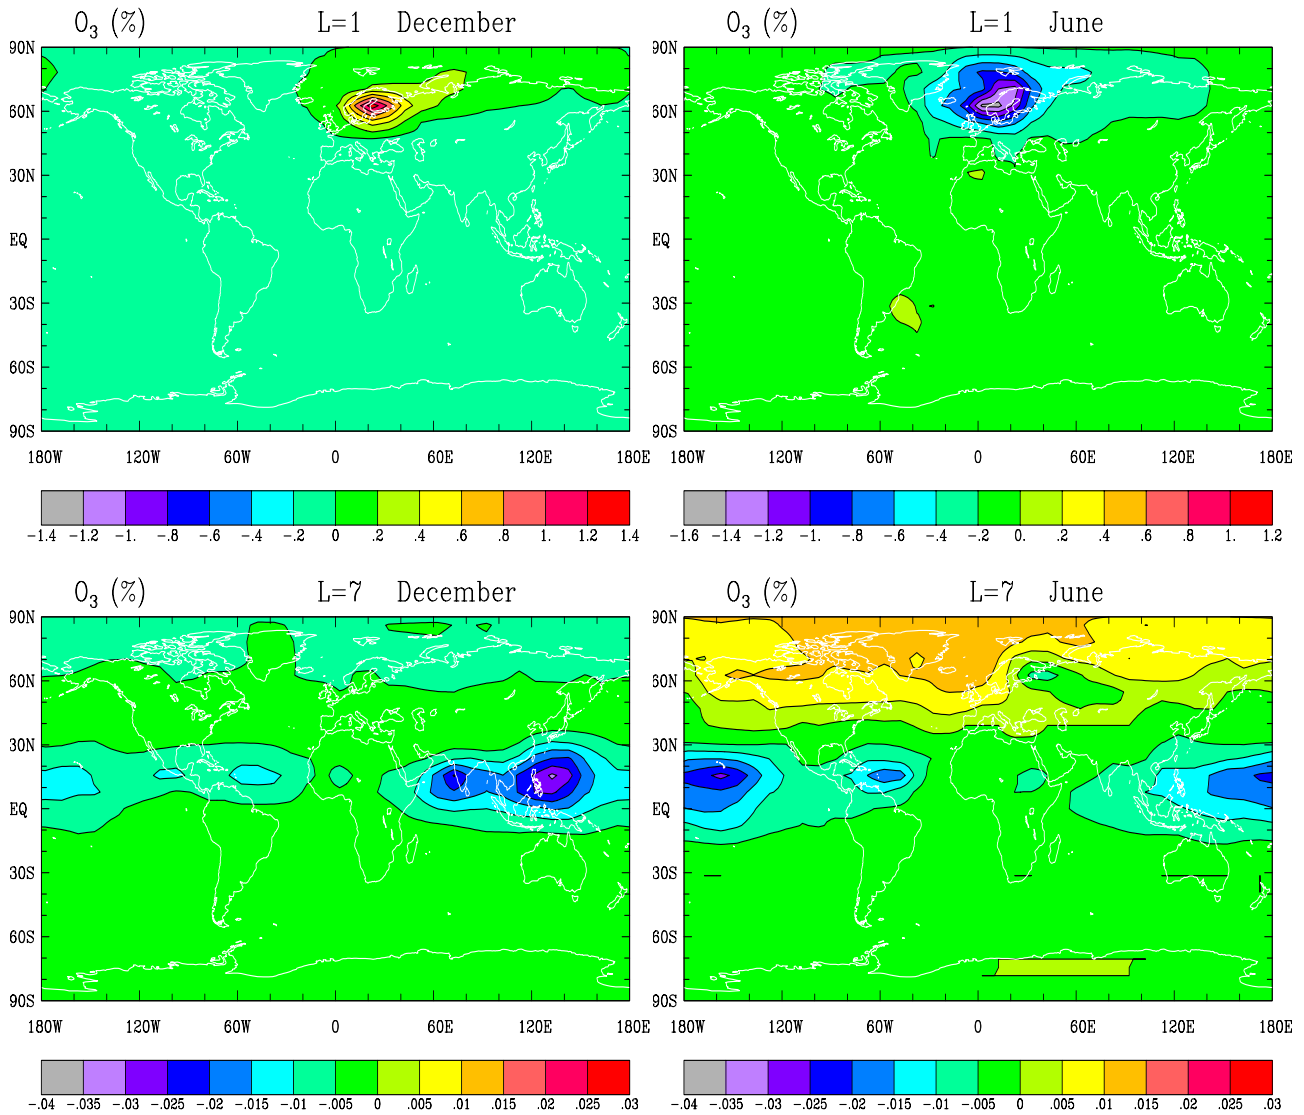 O3 (%) L=1 December
90N
60N
30N
EQ
30S
60S
90S
180W 120W 60W 0 60E 120E 180E
-1.4 -1.2 -1. -.8 -.6 -.4 -.2 0 .2 .4 .6 .8 1. 1.4
O3 (%) L=1 June
90N
60N
30N
EQ
30S
60S
90S
180W 120W 60W 0 60E 120E 180E
-1.6 -1.4 -1.2 -1. -.8 -.6 -.4 -.2 0. .2 .4 .6 .8 1. 1.2
O3 (%) L=7 December
90N
60N
30N
EQ
30S
60S
90S
180W 120W 60W 0 60E 120E 180E
-.04 -.035 -.03 -.025 -.02 -.015 -.01 -.005 0 .005 .01 .015 .02 .025 .03
O3 (%) L=7 June
90N
60N
30N
EQ
30S
60S
90S
180W 120W 60W 0 60E 120E 180E
-.04 -.035 -.03 -.025 -.02 -.015 -.01 -.005 0 .005 .01 .015 .02 .025 .03